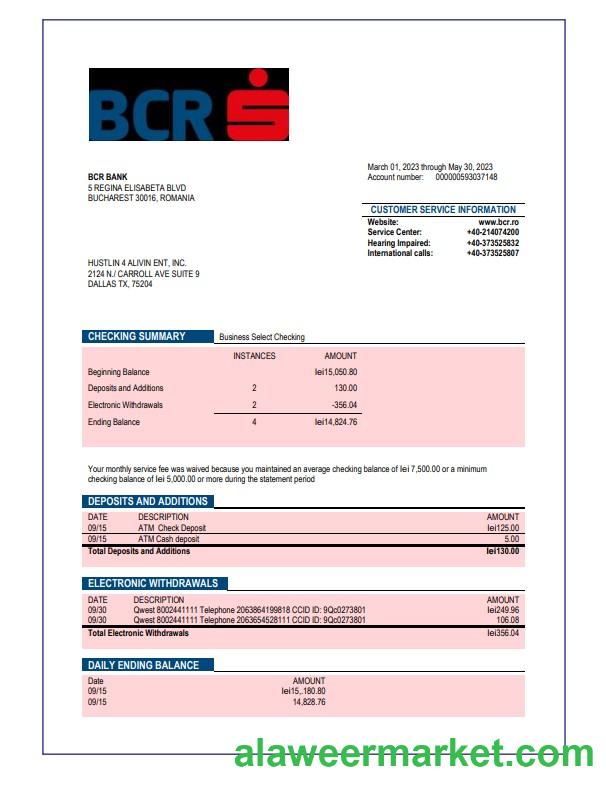 BCR S
March 01, 2023 through May 30, 2023
Account number: 000000593037148
BCR BANK
5 REGINA ELISABETA BLVD
BUCHAREST 30016, ROMANIA
CUSTOMER SERVICE INFORMATION
Website: www.bcr.ro
Service Center: +40-214074200
Hearing Impaired: +40-373525832
International calls: +40-373525807
HUSTLIN 4 ALIVIN ENT, INC.
2124 N./ CARROLL AVE SUITE 9
DALLAS TX, 75204
CHECKING SUMMARY Business Select Checking
INSTANCES AMOUNT
Beginning Balance lei15,050.80
Deposits and Additions 2 130.00
Electronic Withdrawals 2 -356.04
Ending Balance 4 lei14,824.76
Your monthly service fee was waived because you maintained an average checking balance of lei 7,500.00 or a minimum
checking balance of lei 5,000.00 or more during the statement period
DEPOSITS AND ADDITIONS
DATE DESCRIPTION AMOUNT
09/15 ATM Check Deposit lei125.00
09/15 ATM Cash deposit 5.00
Total Deposits and Additions lei130.00
ELECTRONIC WITHDRAWALS
DATE DESCRIPTION AMOUNT
09/30 Qwest 8002441111 Telephone 2063864199818 CCID ID: 9Qc0273801 lei249.96
09/30 Qwest 8002441111 Telephone 2063654528111 CCID ID: 9Qc0273801 106.08
Total Electronic Withdrawals lei356.04
DAILY ENDING BALANCE
Date AMOUNT
09/15 lei15,.180.80
09/15 14,828.76
alaweermarket.com